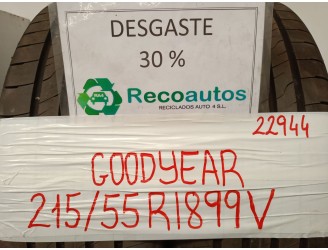 DESGASTE
30 %
Recoautos
RECICLADOS AUTO 4 S.L.
22944
GOODYEAR
215/55R1899V